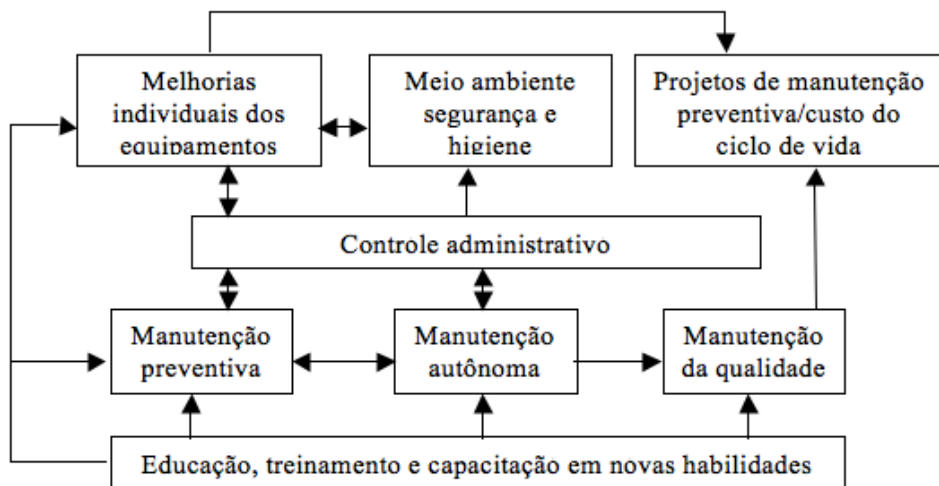 Melhorias
individuais dos
equipamentos
Meio ambiente
segurança e
higiene
Projetos de manutenção
preventiva/custo do
ciclo de vida
Controle administrativo
Manutenção
preventiva
Manutenção
autônoma
Manutenção
da qualidade
Educação, treinamento e capacitação em novas habilidades